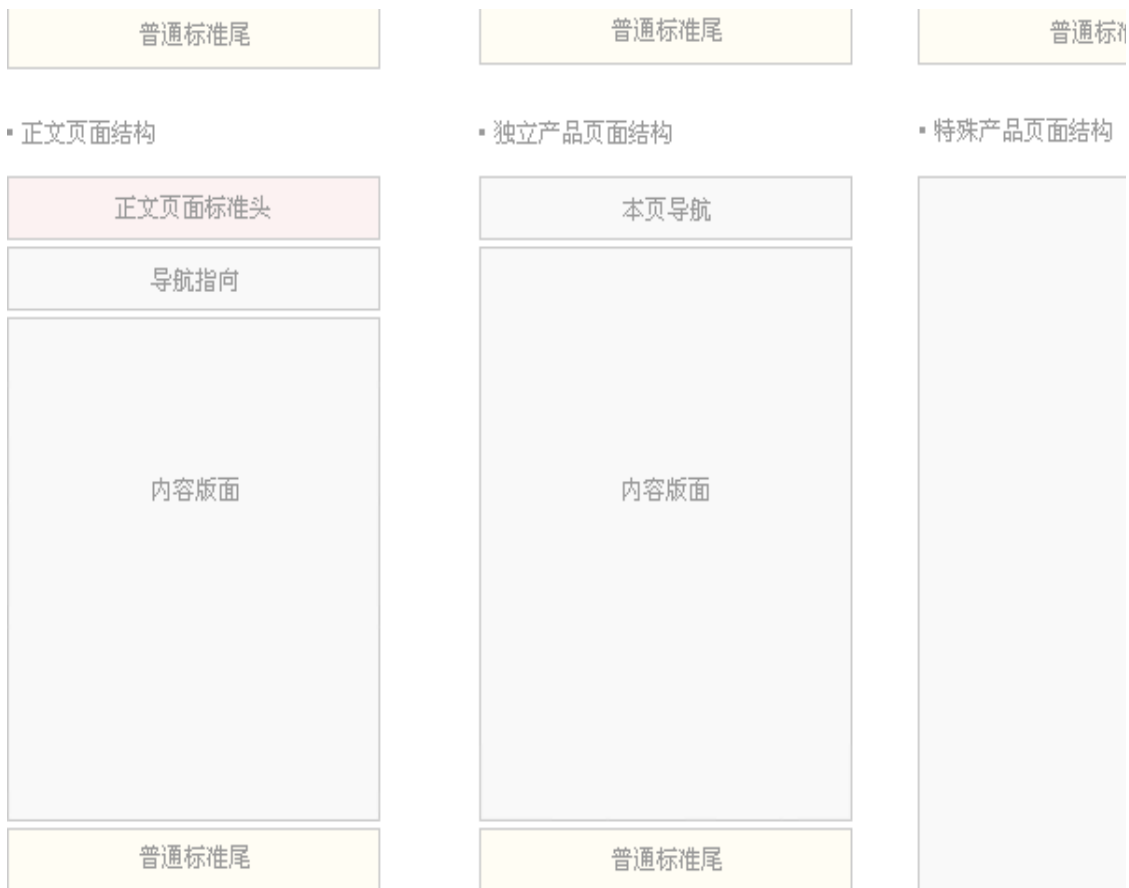 普通标准尾
普通标准尾
普通标
▪ 正文页面结构
▪ 独立产品页面结构
▪ 特殊产品页面结构
正文页面标准头
本页导航
导航指向
内容版面
内容版面
普通标准尾
普通标准尾